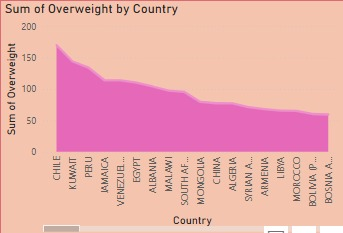 Sum of Overweight by Country
Sum of Overweight
200
150
100
50
0
CHILE
KUWAIT
PERU
JAMAICA
VENEZUEL...
EGYPT
ALBANIA
MALAWI
SOUTH AF...
MONGOLIA
CHINA
ALGERIA
SYRIAN A...
ARMENIA
LIBYA
MOROCCO
BOLIVIA (P...
BOSNIA A...
Country